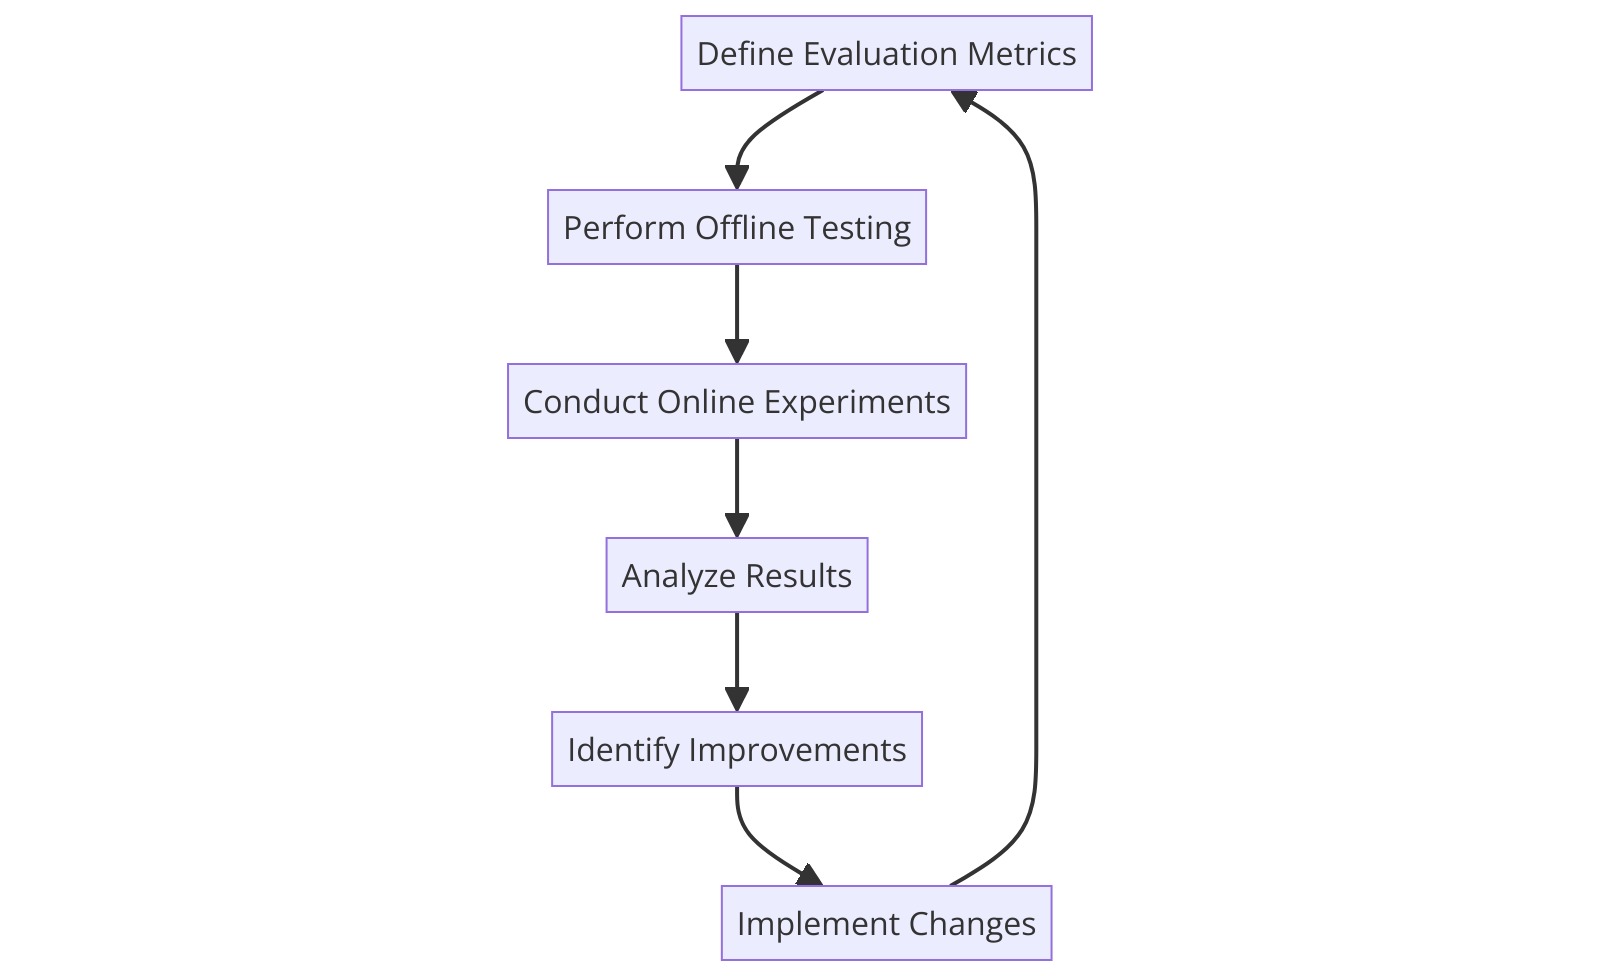 Define Evaluation Metrics
Perform Offline Testing
Conduct Online Experiments
Analyze Results
Identify Improvements
Implement Changes